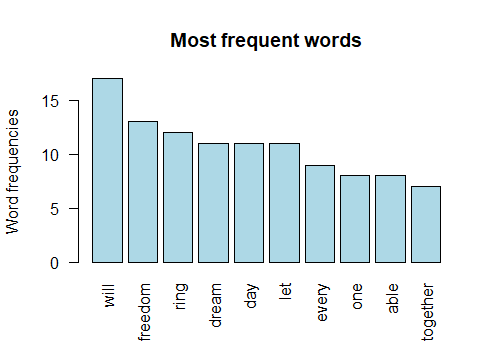 Most frequent words
Word frequencies
15
10
5
0
will
freedom
ring
dream
day
let
every
one
able
together